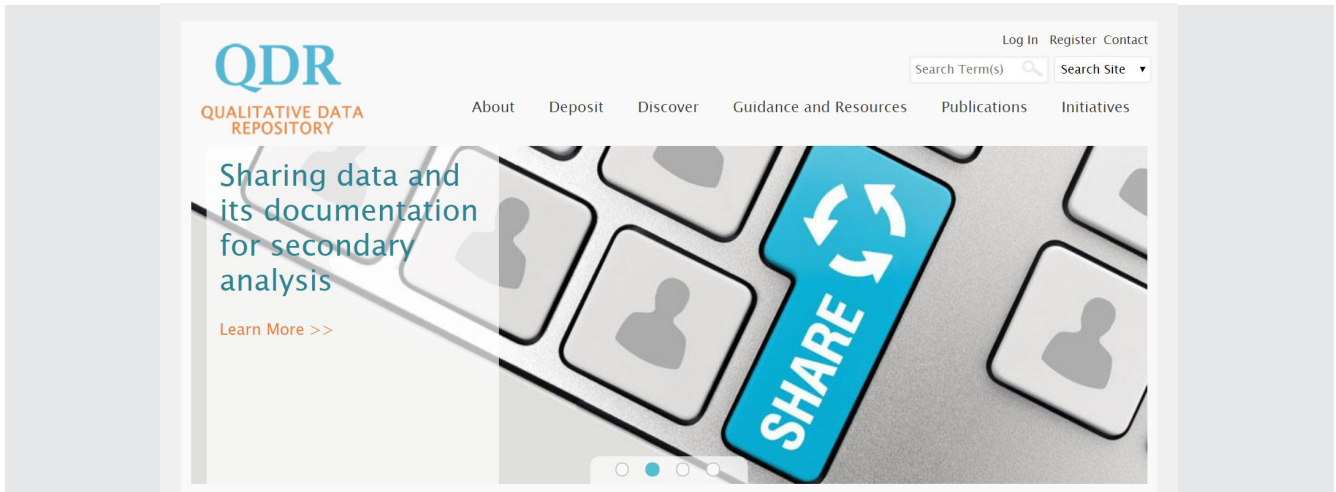 Log In Register Contact
QDR
QUALITATIVE DATA
REPOSITORY
Search Term(s)
Search Site
About Deposit Discover Guidance and Resources Publications Initiatives
Sharing data and
its documentation
for secondary
analysis
Learn More >>
SHARE